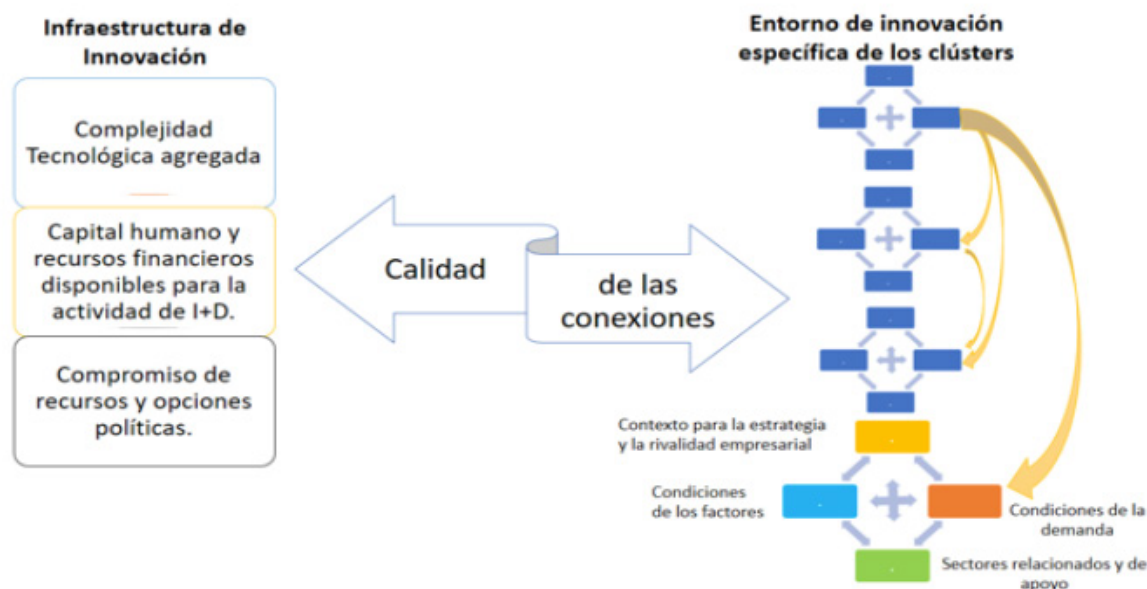 Infraestructura de
Innovación
Complejidad
Tecnológica agregada
Capital humano y
recursos financieros
disponibles para la
actividad de I+D.
Compromiso de
recursos y opciones
políticas.
Calidad
de las
conexiones
Entorno de innovación
específica de los clústers
Contexto para la estrategia
y la rivalidad empresarial
Condiciones
de los factores
Condiciones de la
demanda
Sectores relacionados y de
apoyo